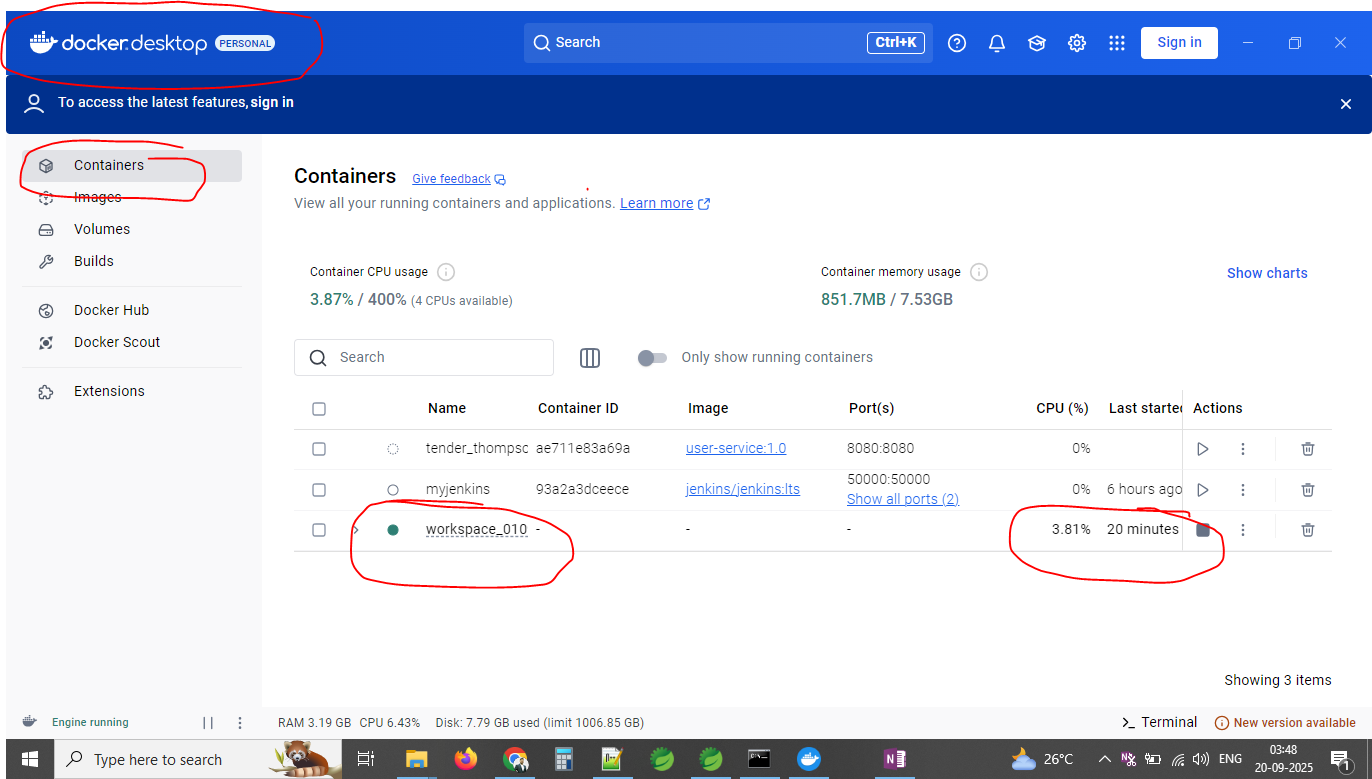 docker.desktop PERSONAL Search Ctrl+K Sign in
To access the latest features, sign in
Containers
Images
Volumes
Builds
Docker Hub
Docker Scout
Extensions
Containers Give feedback
View all your running containers and applications. Learn more
Container CPU usage
3.87% / 400% (4 CPUs available)
Container memory usage
851.7MB / 7.53GB
Show charts
Search
Only show running containers
Name Container ID Image Port(s) CPU (%) Last started Actions
tender_thompsc ae711e83a69a user-service:1.0 8080:8080 0%
myjenkins 93a2a3dceece jenkins/jenkins:lts 50000:50000 0% 6 hours ago
Show all ports (2)
workspace_010 - - - 3.81% 20 minutes
Showing 3 items
Engine running RAM 3.19 GB CPU 6.43% Disk: 7.79 GB used (limit 1006.85 GB) >_ Terminal New version available
Type here to search 26°C ENG 03:48
20-09-2025
1